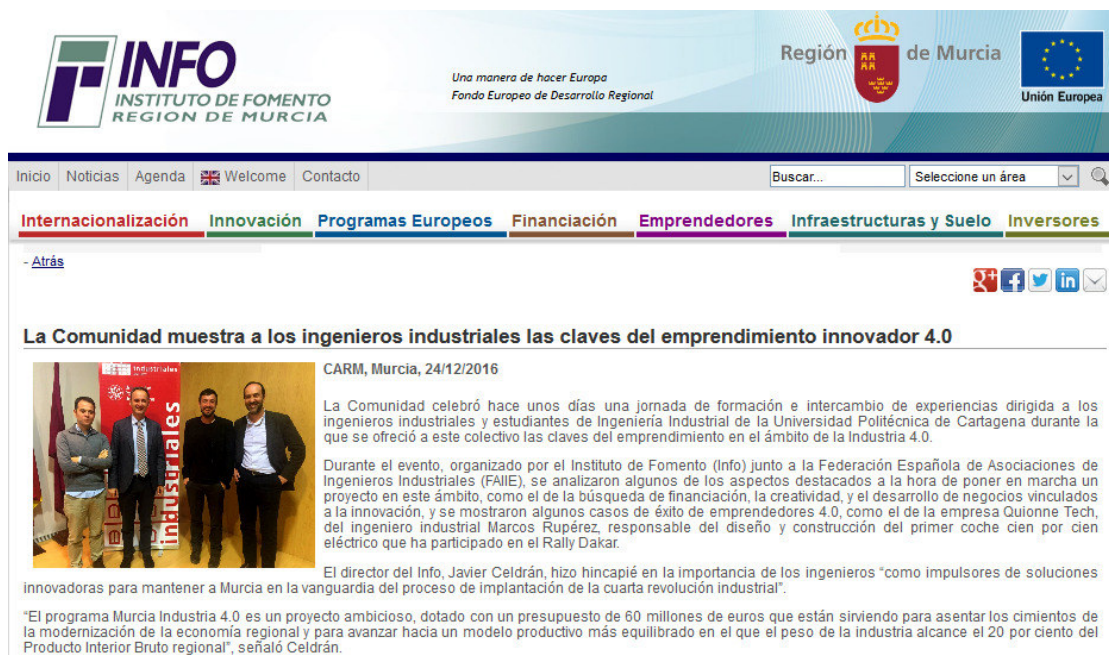 INFO
INSTITUTO DE FOMENTO
REGION DE MURCIA
Una manera de hacer Europa
Fondo Europeo de Desarrollo Regional
Región de Murcia
Unión Europea
Inicio Noticias Agenda Welcome Contacto
Buscar... Seleccione un área
Internacionalización Innovación Programas Europeos Financiación Emprendedores Infraestructuras y Suelo Inversores
- Atrás
La Comunidad muestra a los ingenieros industriales las claves del emprendimiento innovador 4.0
industriales
industriales
CARM, Murcia, 24/12/2016
La Comunidad celebró hace unos días una jornada de formación e intercambio de experiencias dirigida a los
ingenieros industriales y estudiantes de Ingeniería Industrial de la Universidad Politécnica de Cartagena durante la
que se ofreció a este colectivo las claves del emprendimiento en el ámbito de la Industria 4.0.
Durante el evento, organizado por el Instituto de Fomento (Info) junto a la Federación Española de Asociaciones de
Ingenieros Industriales (FAIIE), se analizaron algunos de los aspectos destacados a la hora de poner en marcha un
proyecto en este ámbito, como el de la búsqueda de financiación, la creatividad, y el desarrollo de negocios vinculados
a la innovación, y se mostraron algunos casos de éxito de emprendedores 4.0, como el de la empresa Quionne Tech,
del ingeniero industrial Marcos Rupérez, responsable del diseño y construcción del primer coche cien por cien
eléctrico que ha participado en el Rally Dakar.
El director del Info, Javier Celdrán, hizo hincapié en la importancia de los ingenieros “como impulsores de soluciones
innovadoras para mantener a Murcia en la vanguardia del proceso de implantación de la cuarta revolución industrial”.
“El programa Murcia Industria 4.0 es un proyecto ambicioso, dotado con un presupuesto de 60 millones de euros que están sirviendo para asentar los cimientos de
la modernización de la economía regional y para avanzar hacia un modelo productivo más equilibrado en el que el peso de la industria alcance el 20 por ciento del
Producto Interior Bruto regional”, señaló Celdrán.